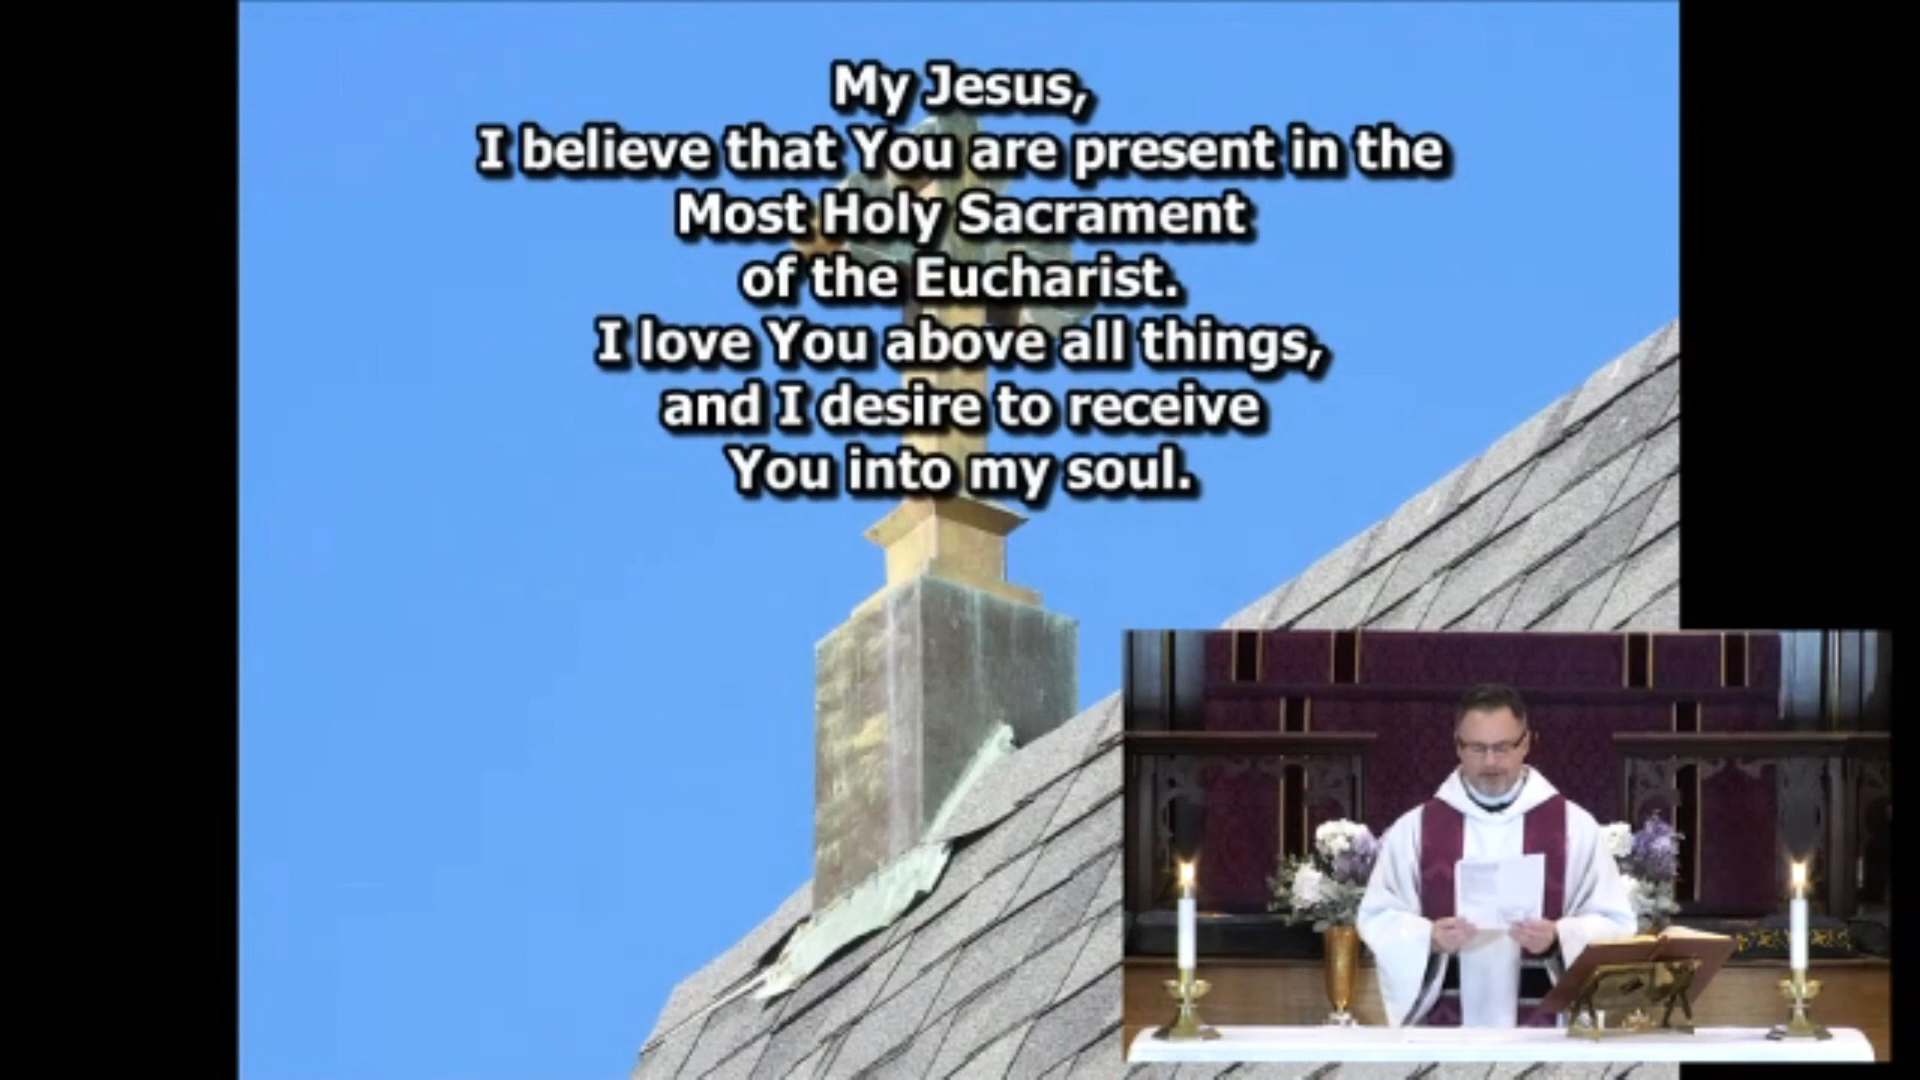 My Jesus,
I believe that You are present in the
Most Holy Sacrament
of the Eucharist.
I love You above all things,
and I desire to receive
You into my soul.